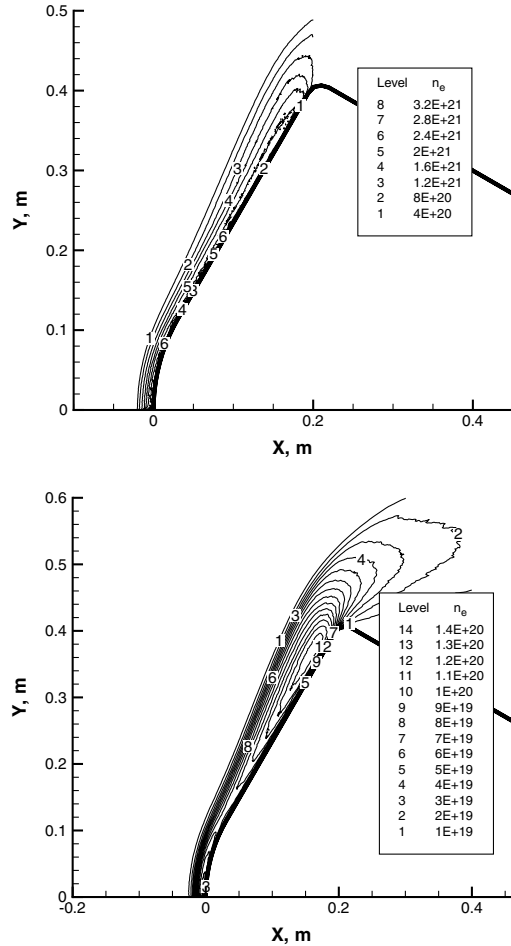 0.5
0.4
0.3
0.2
0.1
0
Y, m
0
0.2
0.4
X, m
Level n_e
8 3.2E+21
7 2.8E+21
6 2.4E+21
5 2E+21
4 1.6E+21
3 1.2E+21
2 8E+20
1 4E+20
1
2
3
4
6
5
2
5
3
4
1
6
0.6
0.5
0.4
0.3
0.2
0.1
0
Y, m
-0.2
0
0.2
0.4
X, m
Level n_e
14 1.4E+20
13 1.3E+20
12 1.2E+20
11 1.1E+20
10 1E+20
9 9E+19
8 8E+19
7 7E+19
6 6E+19
5 5E+19
4 4E+19
3 3E+19
2 2E+19
1 1E+19
2
4
3
1
1
7
12
9
6
5
8
3